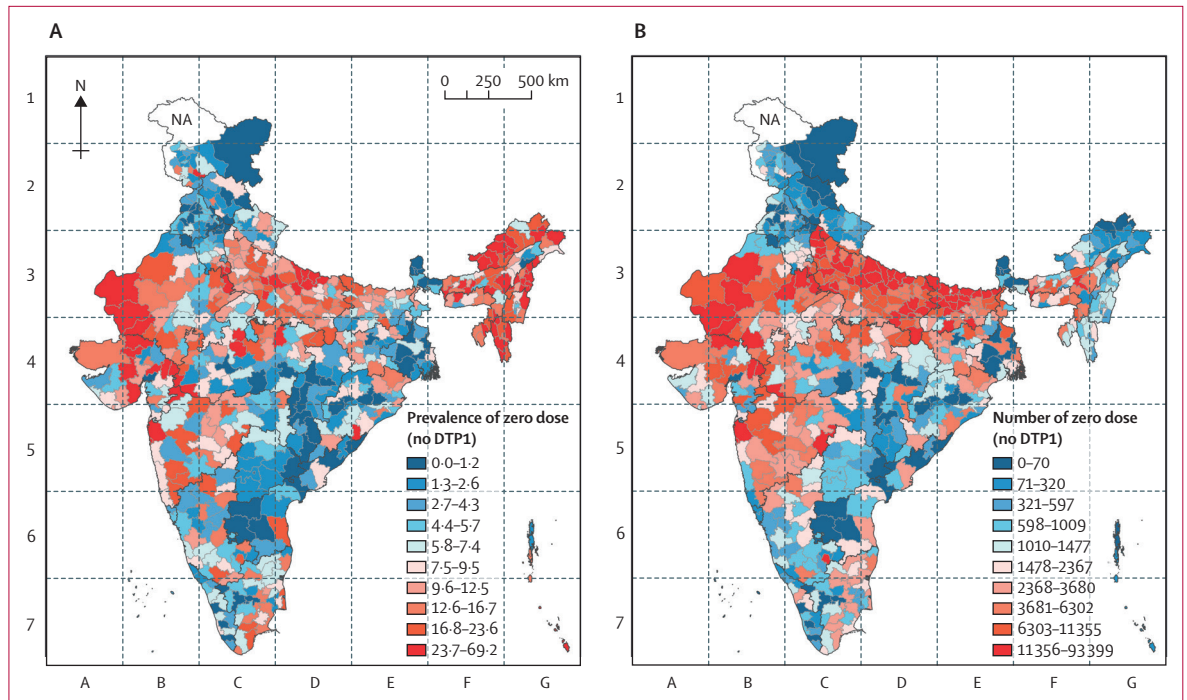 A
B
N
0 250 500 km
NA
NA
1
2
3
4
5
6
7
1
2
3
4
5
6
7
Prevalence of zero dose
(no DTP1)
0·0–1·2
1·3–2·6
2·7–4·3
4·4–5·7
5·8–7·4
7·5–9·5
9·6–12·5
12·6–16·7
16·8–23·6
23·7–69·2
Number of zero dose
(no DTP1)
0–70
71–320
321–597
598–1009
1010–1477
1478–2367
2368–3680
3681–6302
6303–11355
11356–93399
A B C D E F G
A B C D E F G